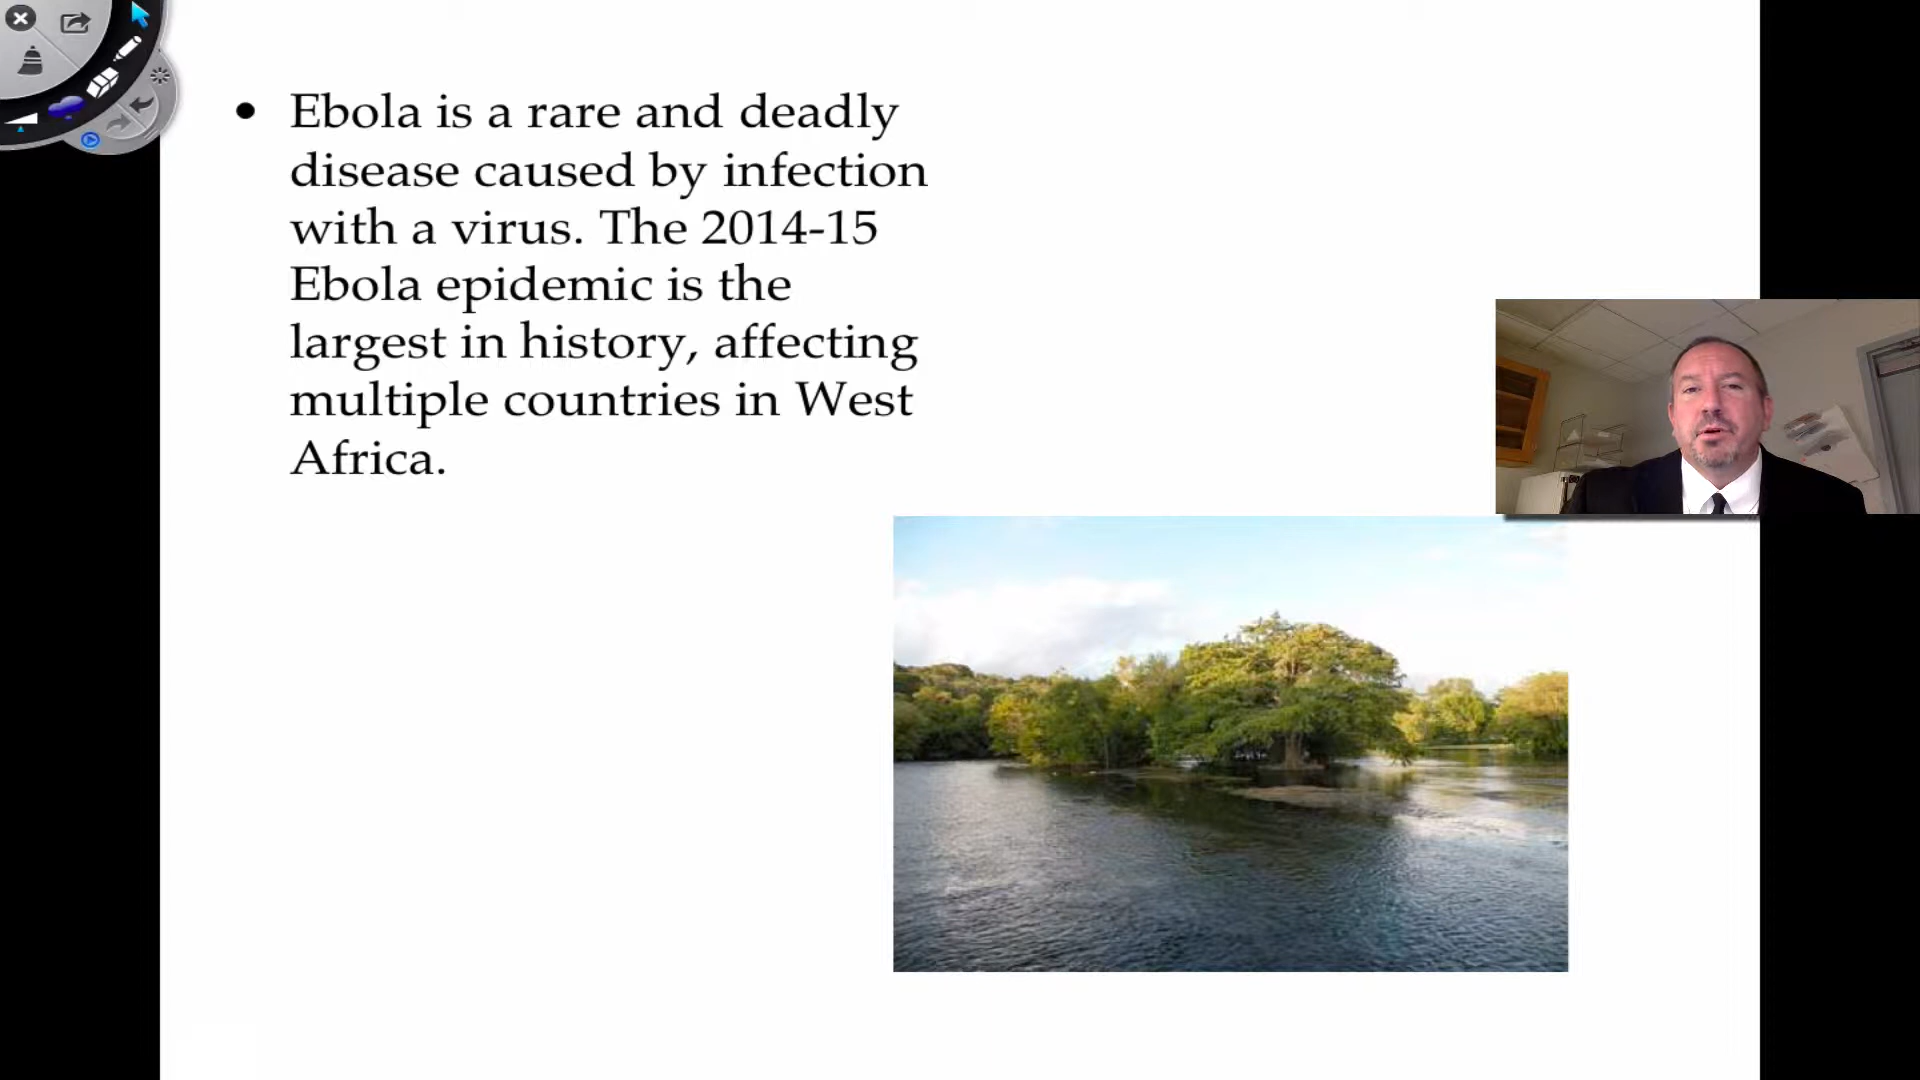 • Ebola is a rare and deadly
disease caused by infection
with a virus. The 2014-15
Ebola epidemic is the
largest in history, affecting
multiple countries in West
Africa.